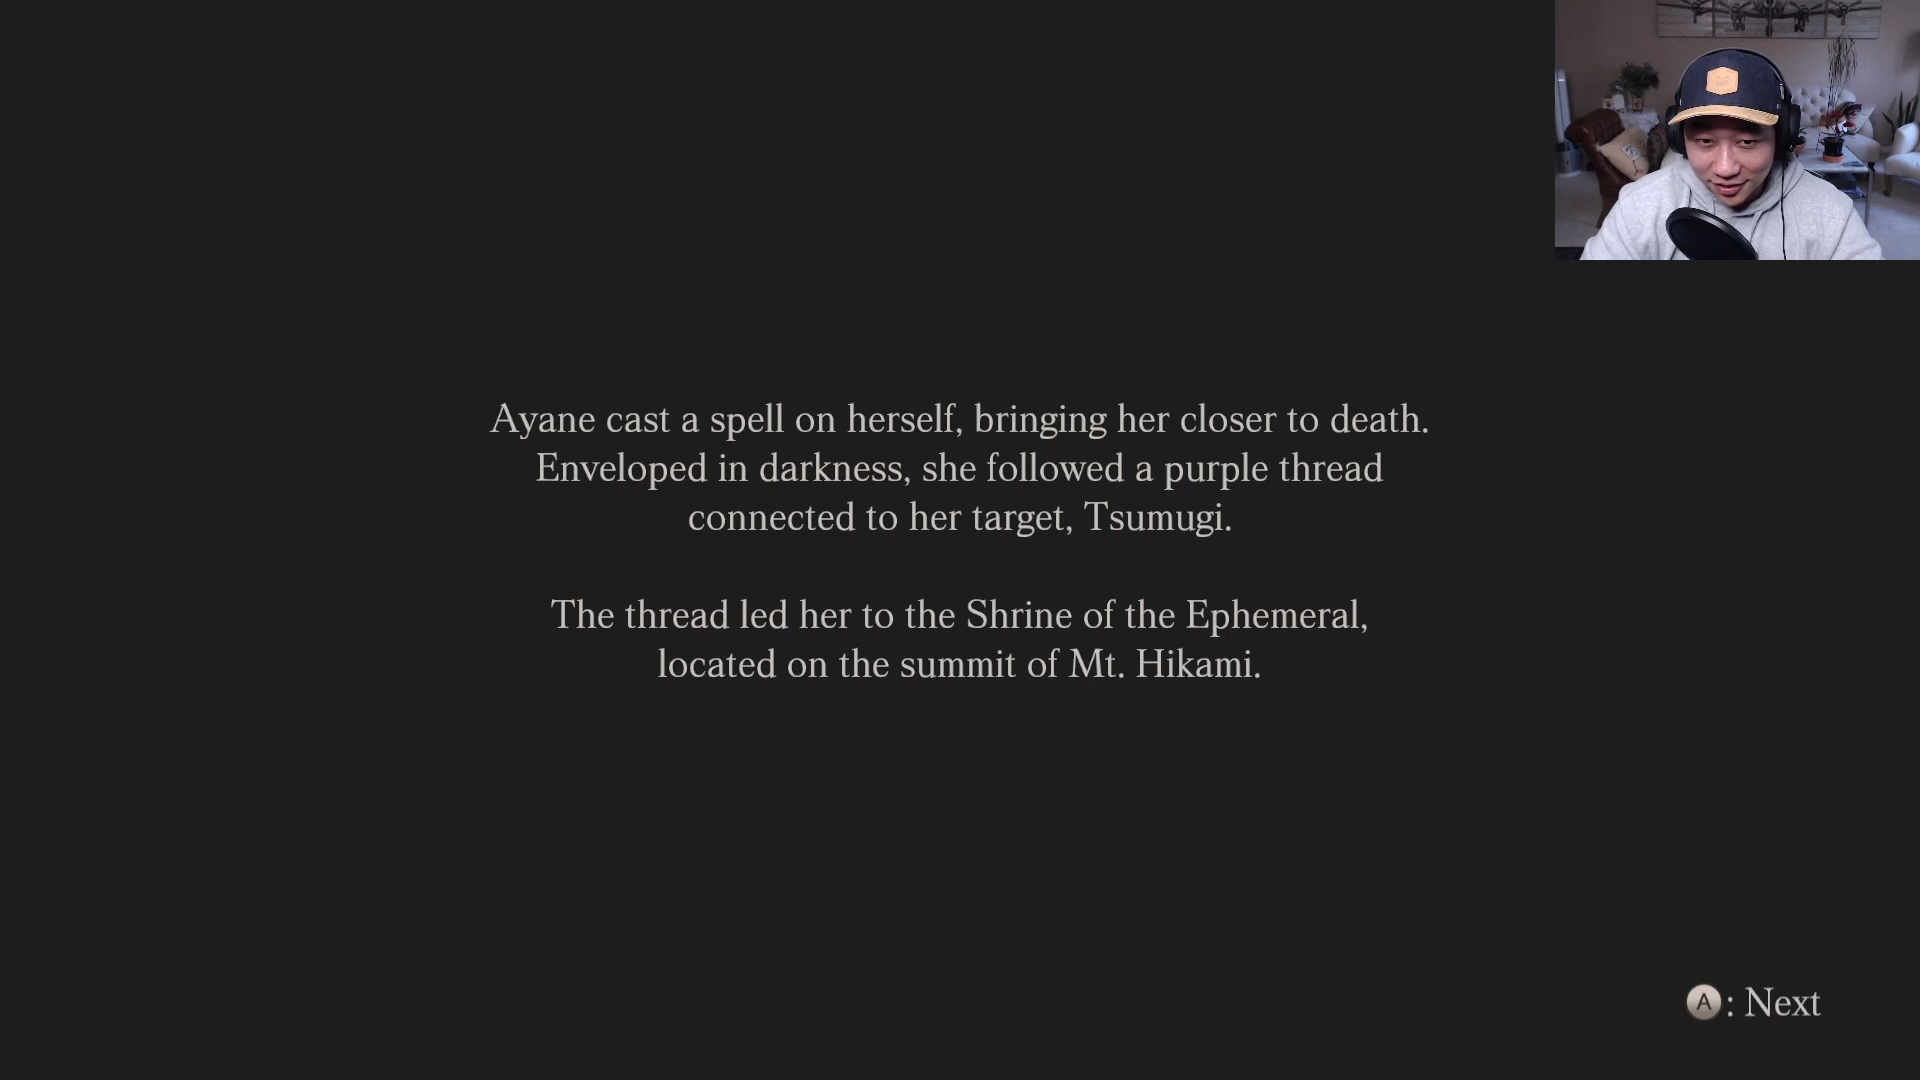 Ayane cast a spell on herself, bringing her closer to death.
Enveloped in darkness, she followed a purple thread
connected to her target, Tsumugi.
The thread led her to the Shrine of the Ephemeral,
located on the summit of Mt. Hikami.
A: Next